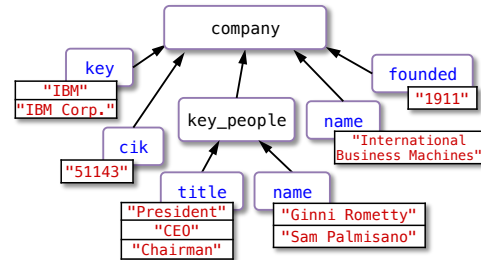 company
key
"IBM"
"IBM Corp."
founded
"1911"
key_people
name
"International
Business Machines"
cik
"51143"
title
"President"
"CEO"
"Chairman"
name
"Ginni Rometty"
"Sam Palmisano"